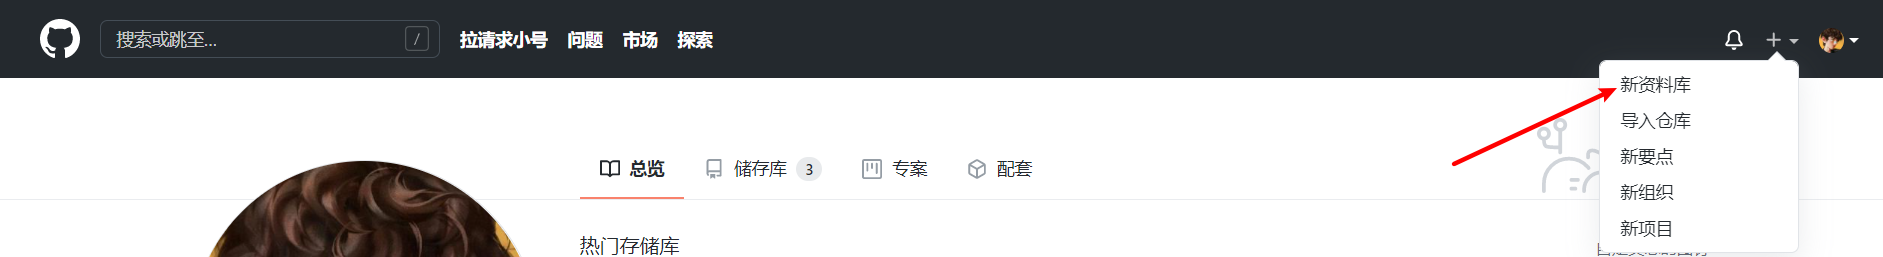 搜索或跳至... /
拉请求小号 问题 市场 探索
新资料库
导入仓库
新要点
新组织
新项目
总览 储存库 3 专案 配套
热门存储库